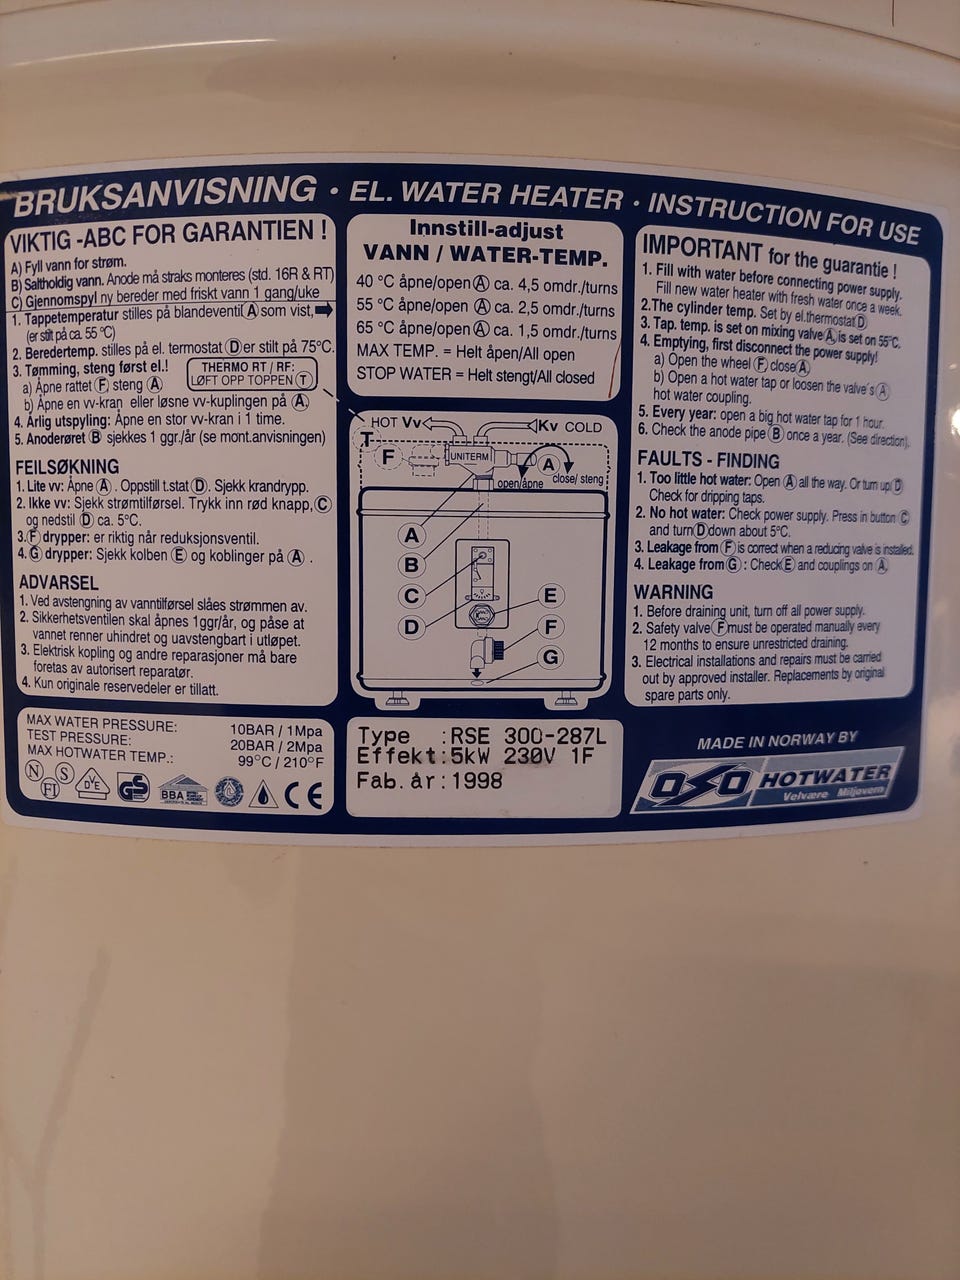 BRUKSANVISNING · EL. WATER HEATER · INSTRUCTION FOR USE
VIKTIG -ABC FOR GARANTIEN !
A) Fyll vann for strøm.
B) Saltholdig vann. Anode må straks monteres (std. 16R & RT)
C) Gjennomspyl ny bereder med friskt vann 1 gang/uke
1. Tappetemperatur stilles på blandeventil A som vist,
(er stilt på ca. 55 °C)
2. Beredertemp. stilles på el. termostat D er stilt på 75°C.
3. Tømming, steng først el.!
THERMO RT / RF:
LØFT OPP TOPPEN T
a) Åpne rattet F steng A
b) Åpne en vv-kran eller løsne vv-kuplingen på A.
4. Årlig utspyling: Åpne en stor vv-kran i 1 time.
5. Anoderøret B sjekkes 1 ggr./år (se mont.anvisningen)
FEILSØKNING
1. Lite vv: Åpne A. Oppstill t.stat D. Sjekk krandrypp.
2. Ikke vv: Sjekk strømtilførsel. Trykk inn rød knapp, C
og nedstil D ca. 5°C.
3. F drypper: er riktig når reduksjonsventil.
4. G drypper: Sjekk kolben E og koblinger på A.
ADVARSEL
1. Ved avstengning av vanntilførsel slåes strømmen av.
2. Sikkerhetsventilen skal åpnes 1ggr/år, og påse at
vannet renner uhindret og uavstengbart i utløpet.
3. Elektrisk kopling og andre reparasjoner må bare
foretas av autorisert reparatør.
4. Kun originale reservedeler er tillatt.
MAX WATER PRESSURE: 10BAR / 1Mpa
TEST PRESSURE: 20BAR / 2Mpa
MAX HOTWATER TEMP.: 99°C / 210°F
N FI S VDE GS BBA CE
Innstill-adjust
VANN / WATER-TEMP.
40 °C åpne/open A ca. 4,5 omdr./turns
55 °C åpne/open A ca. 2,5 omdr./turns
65 °C åpne/open A ca. 1,5 omdr./turns
MAX TEMP. = Helt åpen/All open
STOP WATER = Helt stengt/All closed
HOT Vv Kv COLD
T
F
UNITERM
A
open/åpne close/ steng
A
B
C
D
E
F
G
Type :RSE 300-287L
Effekt:5kW 230V 1F
Fab. år:1998
IMPORTANT for the guarantie !
1. Fill with water before connecting power supply.
Fill new water heater with fresh water once a week.
2.The cylinder temp. Set by el.thermostat D
3. Tap. temp. is set on mixing valve A, is set on 55°C.
4. Emptying, first disconnect the power supply!
a) Open the wheel F, close A
b) Open a hot water tap or loosen the valve's A
hot water coupling.
5. Every year: open a big hot water tap for 1 hour.
6. Check the anode pipe B once a year. (See direction).
FAULTS - FINDING
1. Too little hot water: Open A all the way. Or turn up D
Check for dripping taps.
2. No hot water: Check power supply. Press in button C
and turn D down about 5°C.
3. Leakage from F is correct when a reducing valve is installed.
4. Leakage from G : Check E and couplings on A.
WARNING
1. Before draining unit, turn off all power supply.
2. Safety valve F must be operated manually every
12 months to ensure unrestricted draining.
3. Electrical installations and repairs must be carried
out by approved installer. Replacements by original
spare parts only.
MADE IN NORWAY BY
OSO HOTWATER
Velvære Miljøvern